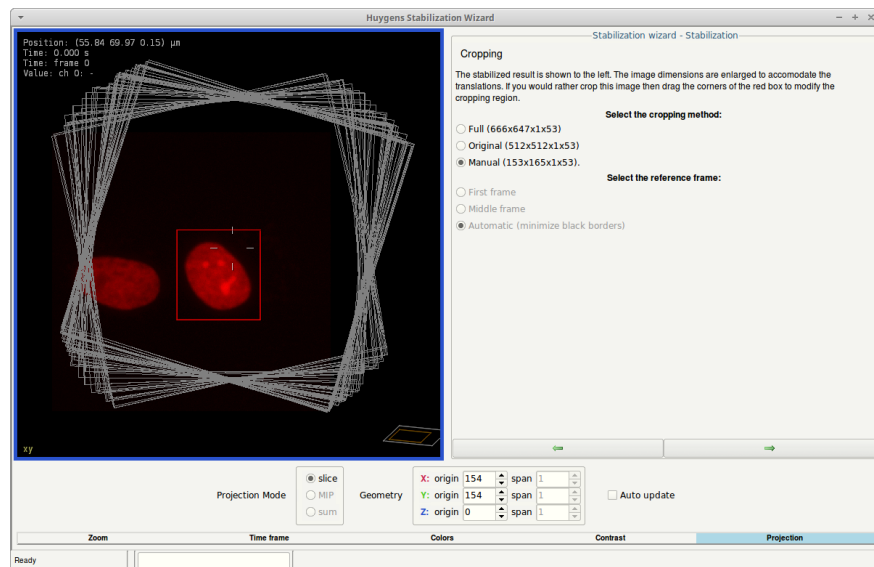 Huygens Stabilization Wizard
Position: (55.84 69.97 0.15) µm
Time: 0.000 s
Time: frame 0
Value: ch 0: -
xy
Stabilization wizard - Stabilization
Cropping
The stabilized result is shown to the left. The image dimensions are enlarged to accomodate the
translations. If you would rather crop this image then drag the corners of the red box to modify the
cropping region.
Select the cropping method:
Full (666x647x1x53)
Original (512x512x1x53)
Manual (153x165x1x53).
Select the reference frame:
First frame
Middle frame
Automatic (minimize black borders)
Projection Mode
slice
MIP
sum
Geometry
X: origin 154 span 1
Y: origin 154 span 1
Z: origin 0 span 1
Auto update
Zoom Time frame Colors Contrast Projection
Ready